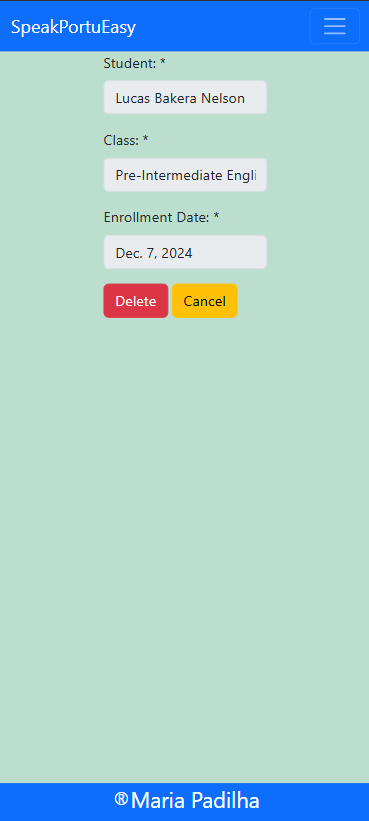 SpeakPortuEasy
Student: *
Lucas Bakera Nelson
Class: *
Pre-Intermediate Engli
Enrollment Date: *
Dec. 7, 2024
Delete Cancel
®Maria Padilha